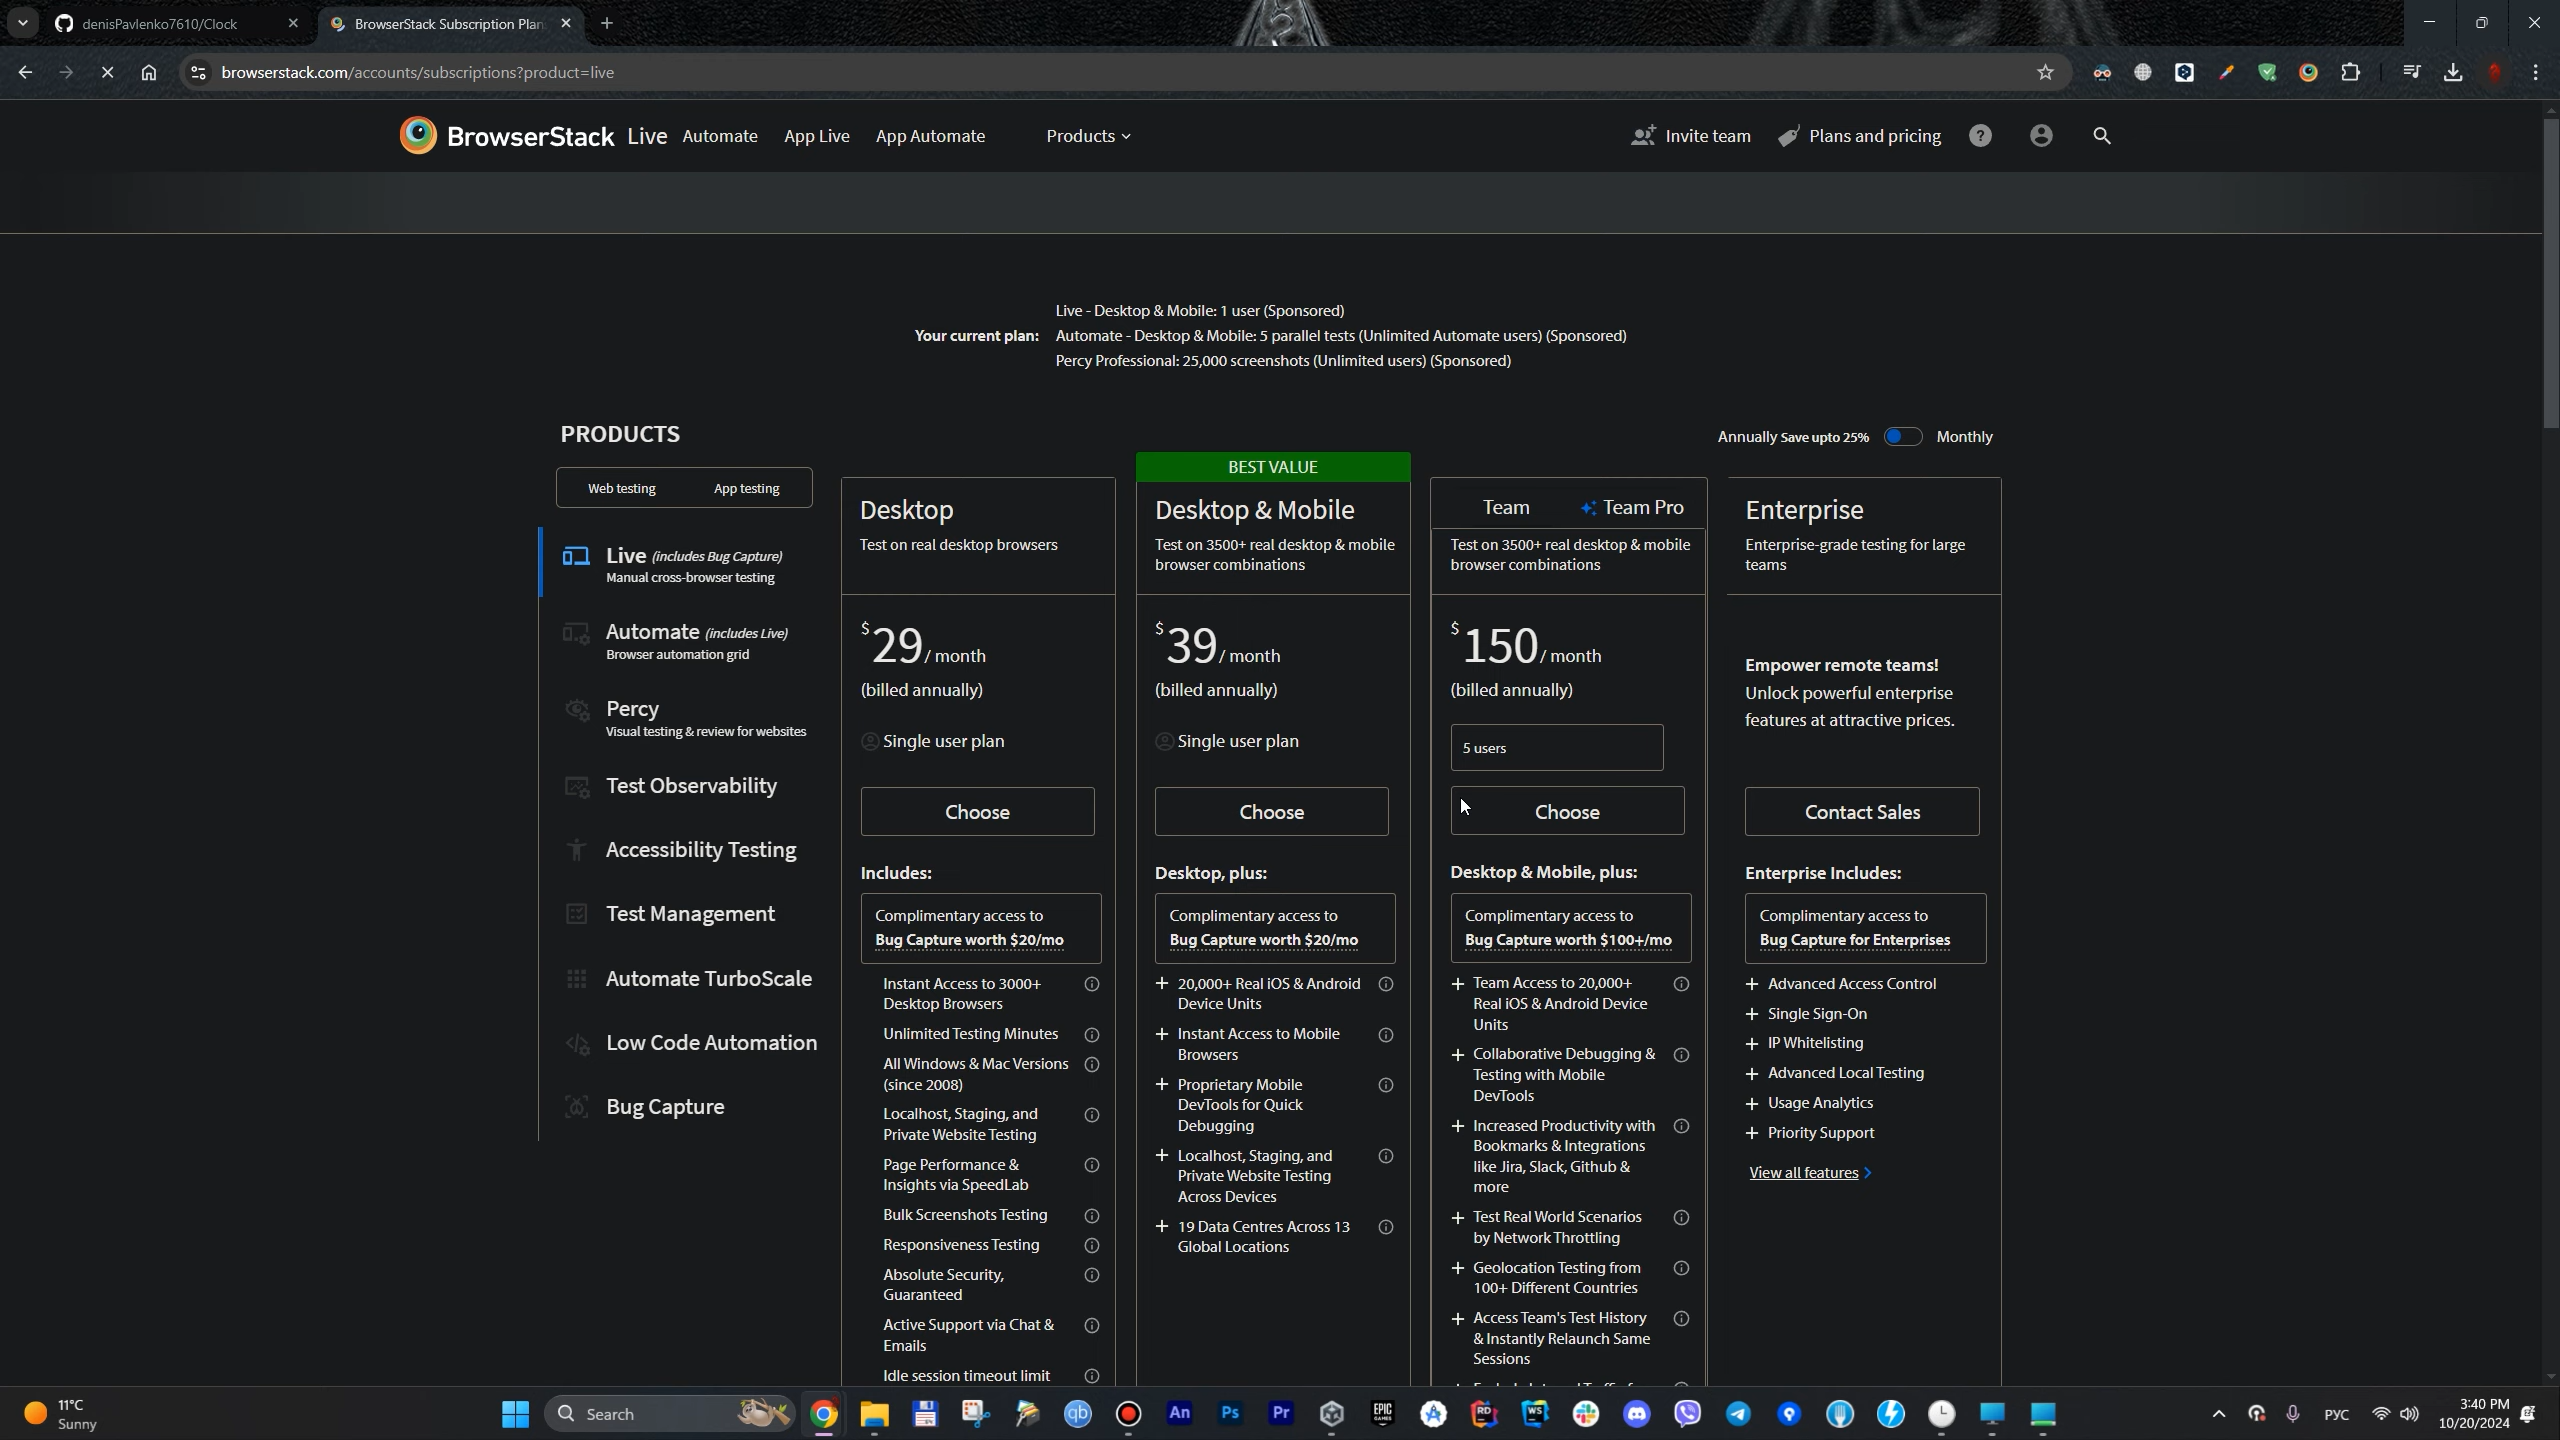 denisPavlenko7610/Clock
BrowserStack Subscription Plan
browserstack.com/accounts/subscriptions?product=live
BrowserStack Live Automate App Live App Automate Products
Invite team Plans and pricing ?
Live - Desktop & Mobile: 1 user (Sponsored)
Your current plan: Automate - Desktop & Mobile: 5 parallel tests (Unlimited Automate users) (Sponsored)
Percy Professional: 25,000 screenshots (Unlimited users) (Sponsored)
PRODUCTS
Annually Save upto 25% Monthly
Web testing App testing
Live (includes Bug Capture)
Manual cross-browser testing
Automate (includes Live)
Browser automation grid
Percy
Visual testing & review for websites
Test Observability
Accessibility Testing
Test Management
Automate TurboScale
Low Code Automation
Bug Capture
Desktop
Test on real desktop browsers
$29/ month
(billed annually)
Single user plan
Choose
Includes:
Complimentary access to
Bug Capture worth $20/mo
Instant Access to 3000+
Desktop Browsers
Unlimited Testing Minutes
All Windows & Mac Versions
(since 2008)
Localhost, Staging, and
Private Website Testing
Page Performance &
Insights via SpeedLab
Bulk Screenshots Testing
Responsiveness Testing
Absolute Security,
Guaranteed
Active Support via Chat &
Emails
Idle session timeout limit
BEST VALUE
Desktop & Mobile
Test on 3500+ real desktop & mobile
browser combinations
$39/ month
(billed annually)
Single user plan
Choose
Desktop, plus:
Complimentary access to
Bug Capture worth $20/mo
+ 20,000+ Real iOS & Android
Device Units
+ Instant Access to Mobile
Browsers
+ Proprietary Mobile
DevTools for Quick
Debugging
+ Localhost, Staging, and
Private Website Testing
Across Devices
+ 19 Data Centres Across 13
Global Locations
Team Team Pro
Test on 3500+ real desktop & mobile
browser combinations
$150/ month
(billed annually)
5 users
Choose
Desktop & Mobile, plus:
Complimentary access to
Bug Capture worth $100+/mo
+ Team Access to 20,000+
Real iOS & Android Device
Units
+ Collaborative Debugging &
Testing with Mobile
DevTools
+ Increased Productivity with
Bookmarks & Integrations
like Jira, Slack, Github &
more
+ Test Real World Scenarios
by Network Throttling
+ Geolocation Testing from
100+ Different Countries
+ Access Team's Test History
& Instantly Relaunch Same
Sessions
Enterprise
Enterprise-grade testing for large
teams
Empower remote teams!
Unlock powerful enterprise
features at attractive prices.
Contact Sales
Enterprise Includes:
Complimentary access to
Bug Capture for Enterprises
+ Advanced Access Control
+ Single Sign-On
+ IP Whitelisting
+ Advanced Local Testing
+ Usage Analytics
+ Priority Support
View all features
11°C
Sunny
Search
qb
An
Ps
Pr
EPIC
GAMES
RD
WS
РУС
3:40 PM
10/20/2024